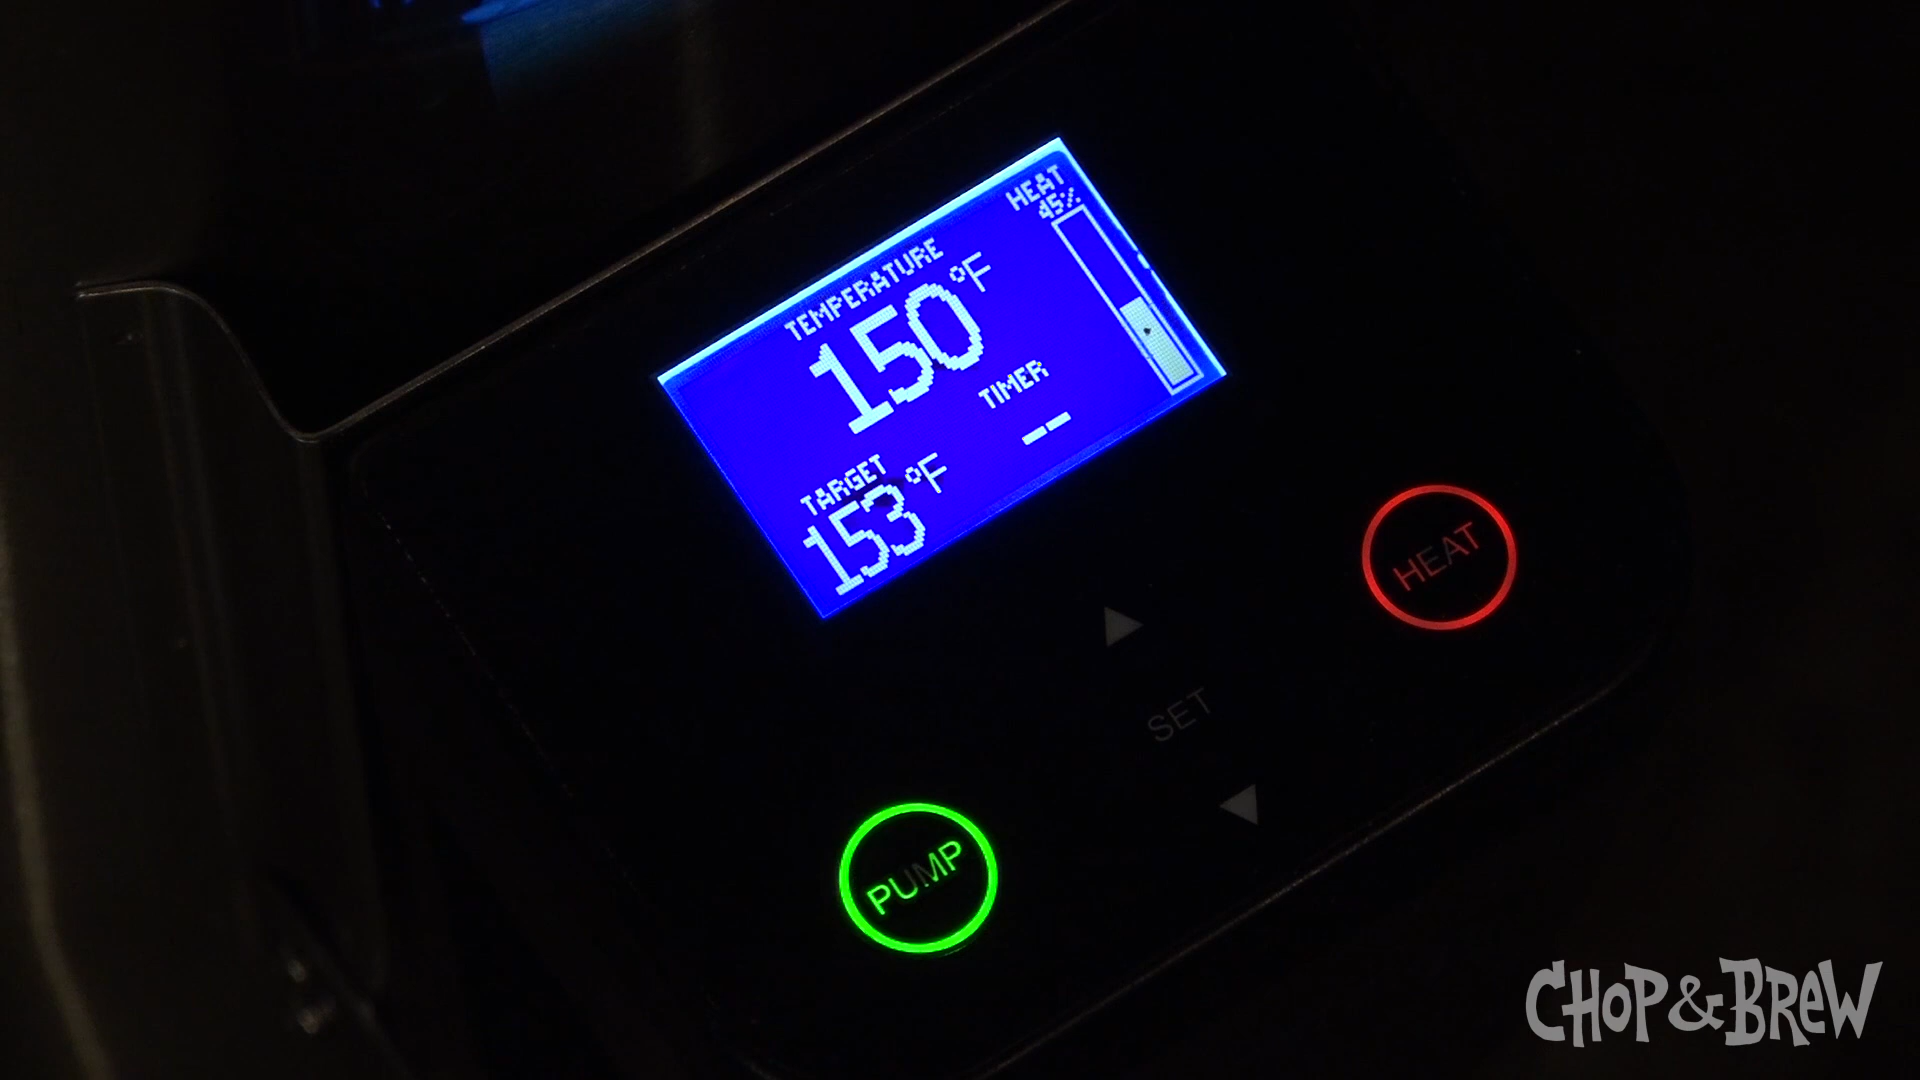 HEAT
45%
TEMPERATURE
150°F
TIMER
--
TARGET
153°F
HEAT
SET
PUMP
CHOP & BREW